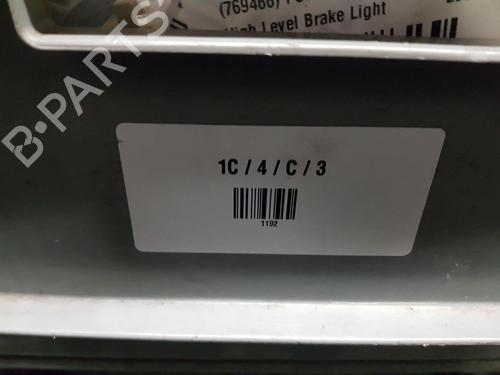 (769466)
High Level Brake Light
B-PARTS
1C / 4 / C / 3
1192